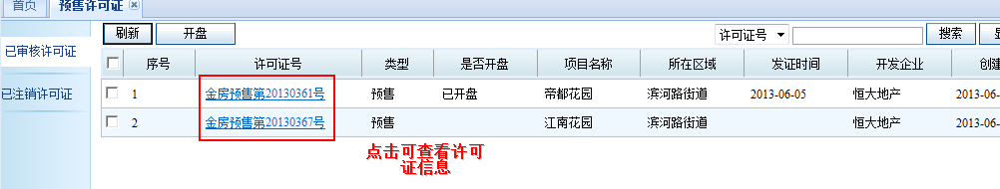 首页 预售许可证
刷新 开盘 许可证号 搜索
已审核许可证
已注销许可证
序号 许可证号 类型 是否开盘 项目名称 所在区域 发证时间 开发企业 创建
1 金房预售第20130361号 预售 已开盘 帝都花园 滨河路街道 2013-06-05 恒大地产 2013-06-
2 金房预售第20130367号 预售 江南花园 滨河路街道 恒大地产 2013-06-
点击可查看许可
证信息